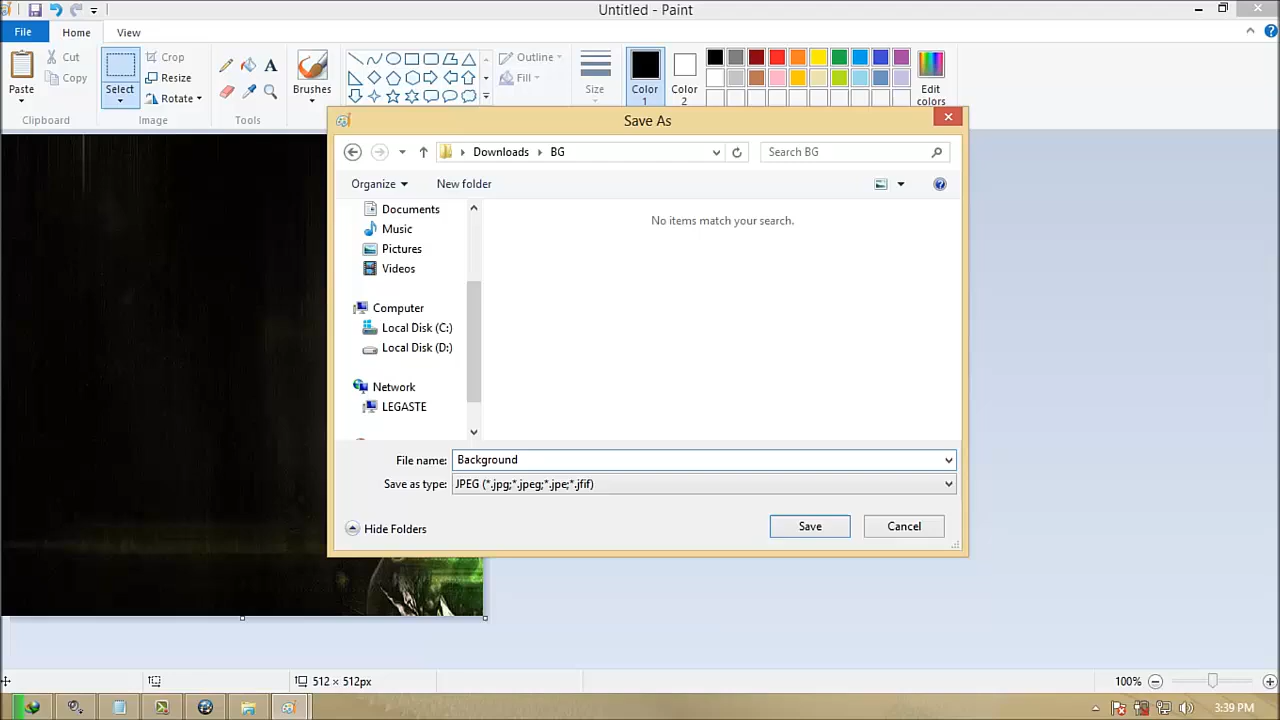 Untitled - Paint
File Home View
Paste
Cut
Copy
Clipboard
Select
Crop
Resize
Rotate
Image
Tools
Brushes
Outline
Fill
Size
Color 1
Color 2
Edit colors
Save As
Downloads BG
Search BG
Organize New folder
Documents
Music
Pictures
Videos
Computer
Local Disk (C:)
Local Disk (D:)
Network
LEGASTE
No items match your search.
File name: Background
Save as type: JPEG (*.jpg;*.jpeg;*.jpe;*.jfif)
Hide Folders Save Cancel
512 × 512px 100%
3:39 PM